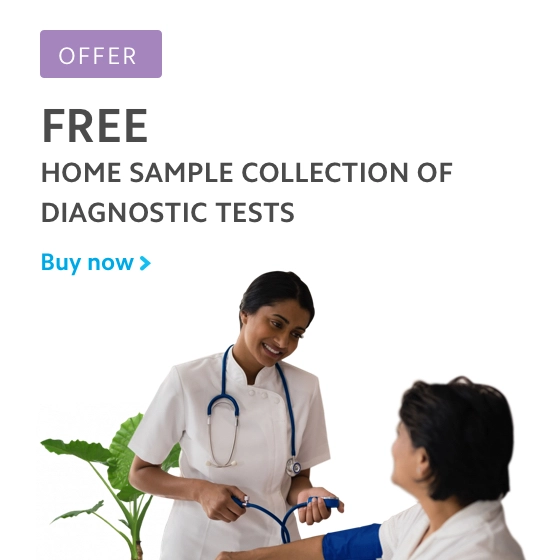 OFFER
FREE
HOME SAMPLE COLLECTION OF
DIAGNOSTIC TESTS
Buy now >